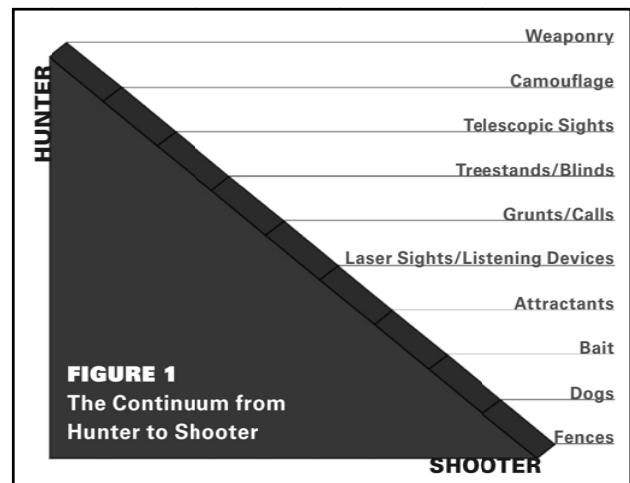 Weaponry
HUNTER
Camouflage
Telescopic Sights
Treestands/Blinds
Grunts/Calls
Laser Sights/Listening Devices
Attractants
Bait
Dogs
Fences
FIGURE 1
The Continuum from
Hunter to Shooter
SHOOTER